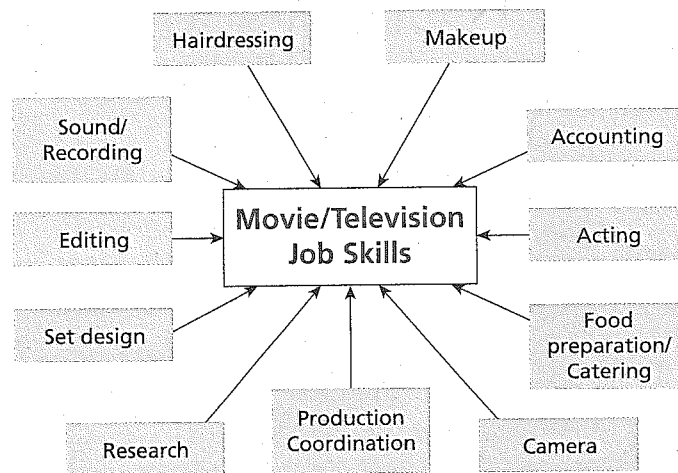 Hairdressing
Makeup
Sound/
Recording
Accounting
Movie/Television
Job Skills
Editing
Acting
Set design
Food
preparation/
Catering
Research
Production
Coordination
Camera